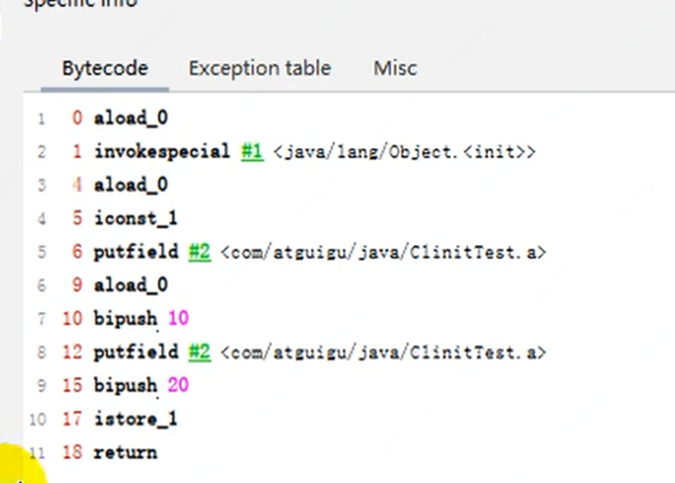 Specific info
Bytecode Exception table Misc
1 0 aload_0
2 1 invokespecial #1 <java/lang/Object.<init>>
3 4 aload_0
4 5 iconst_1
5 6 putfield #2 <com/atguigu/java/ClinitTest.a>
6 9 aload_0
7 10 bipush 10
8 12 putfield #2 <com/atguigu/java/ClinitTest.a>
9 15 bipush 20
10 17 istore_1
11 18 return